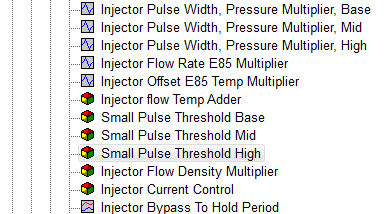 Injector Pulse Width, Pressure Multiplier, Base
Injector Pulse Width, Pressure Multiplier, Mid
Injector Pulse Width, Pressure Multiplier, High
Injector Flow Rate E85 Multiplier
Injector Offset E85 Temp Multiplier
Injector flow Temp Adder
Small Pulse Threshold Base
Small Pulse Threshold Mid
Small Pulse Threshold High
Injector Flow Density Multiplier
Injector Current Control
Injector Bypass To Hold Period